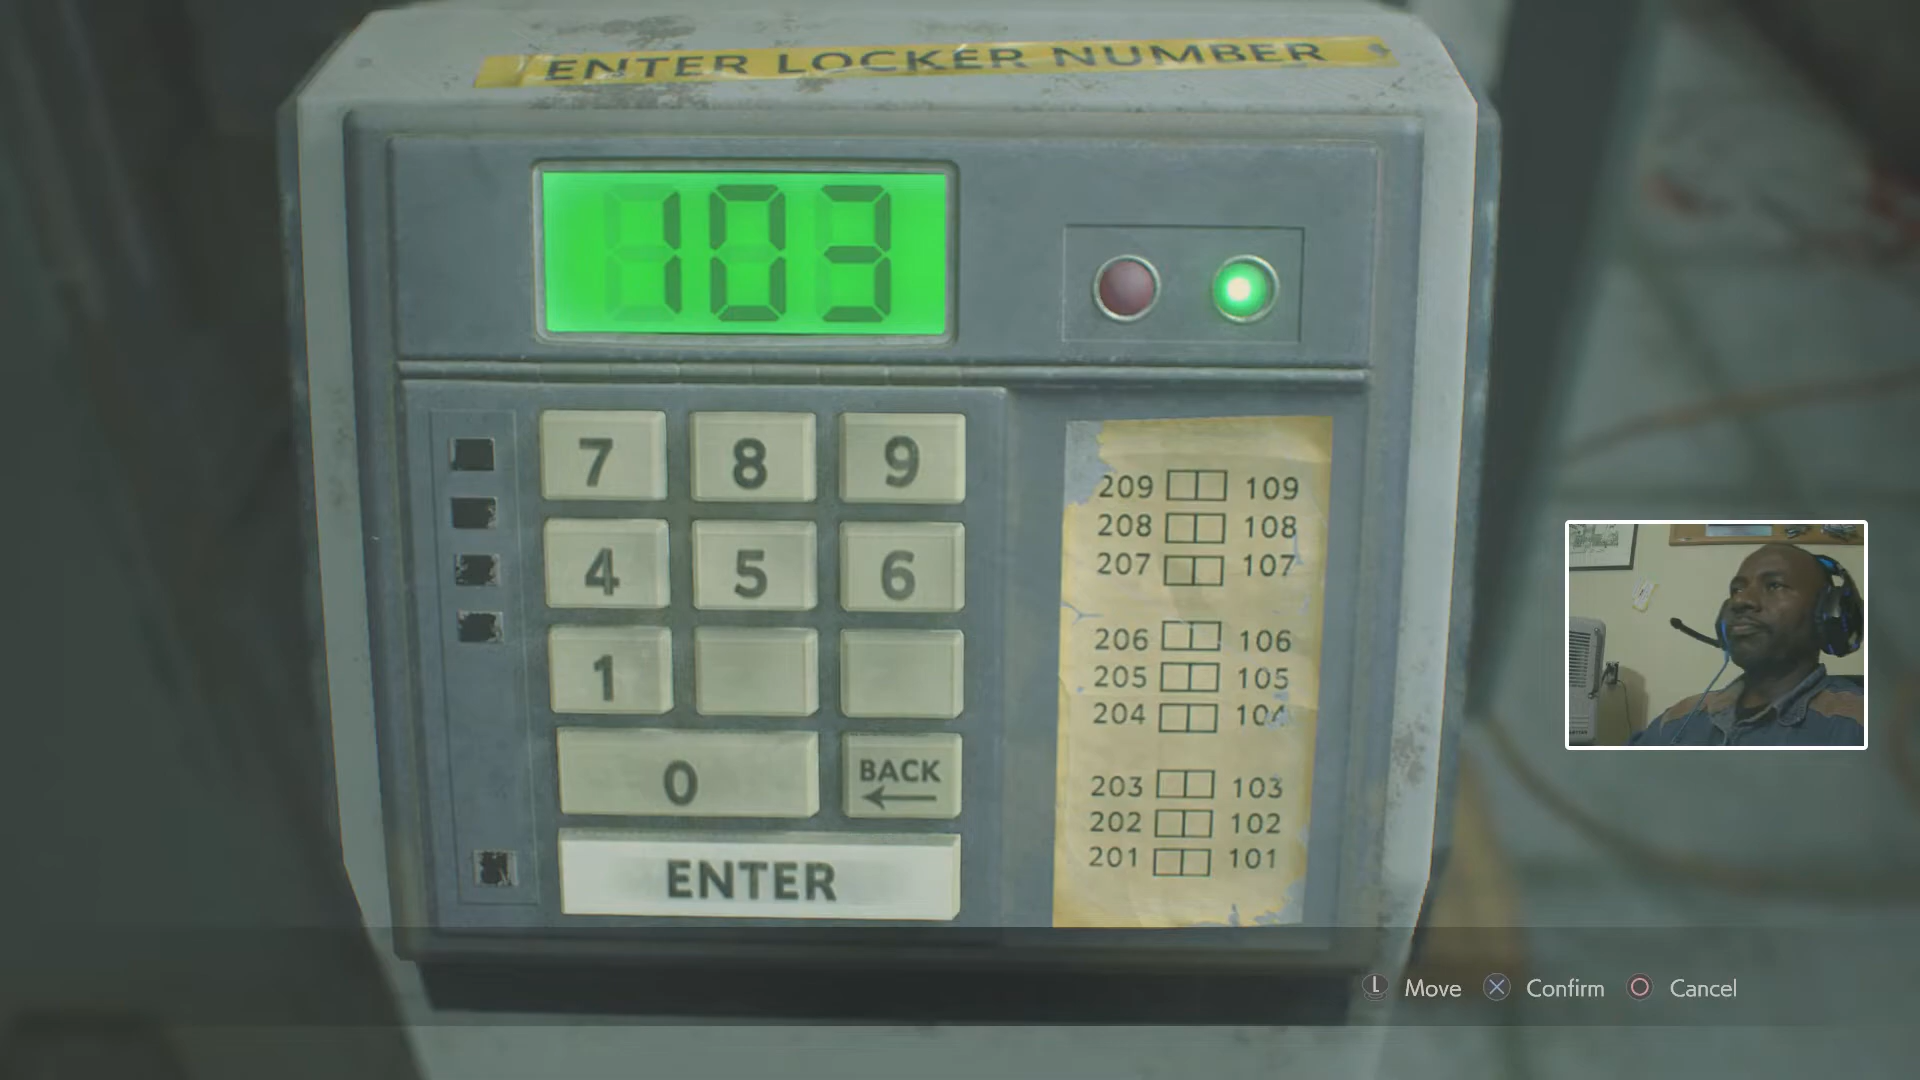 ENTER LOCKER NUMBER
103
7 8 9
4 5 6
1
0 BACK
ENTER
209 109
208 108
207 107
206 106
205 105
204 104
203 103
202 102
201 101
L Move Confirm Cancel